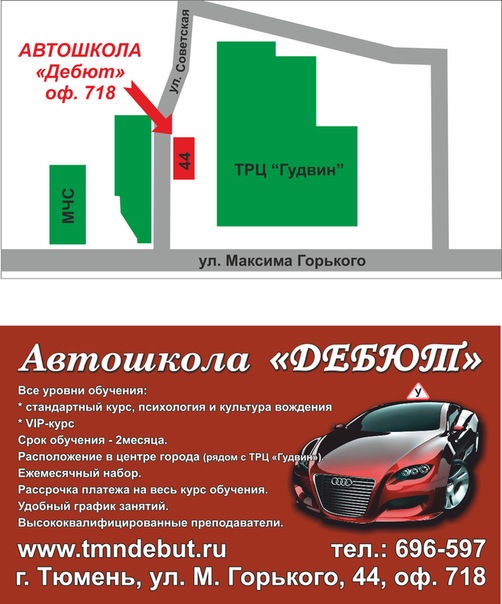 АВТОШКОЛА
«Дебют»
оф. 718
ул. Советская
44
МЧС
ТРЦ “Гудвин”
ул. Максима Горького
Автошкола «ДЕБЮТ»
Все уровни обучения:
* стандартный курс, психология и культура вождения
* VIP-курс
Срок обучения - 2месяца.
Расположение в центре города (рядом с ТРЦ «Гудвин»).
Ежемесячный набор.
Рассрочка платежа на весь курс обучения.
Удобный график занятий.
Высококвалифицированные преподаватели.
У
www.tmndebut.ru тел.: 696-597
г. Тюмень, ул. М. Горького, 44, оф. 718